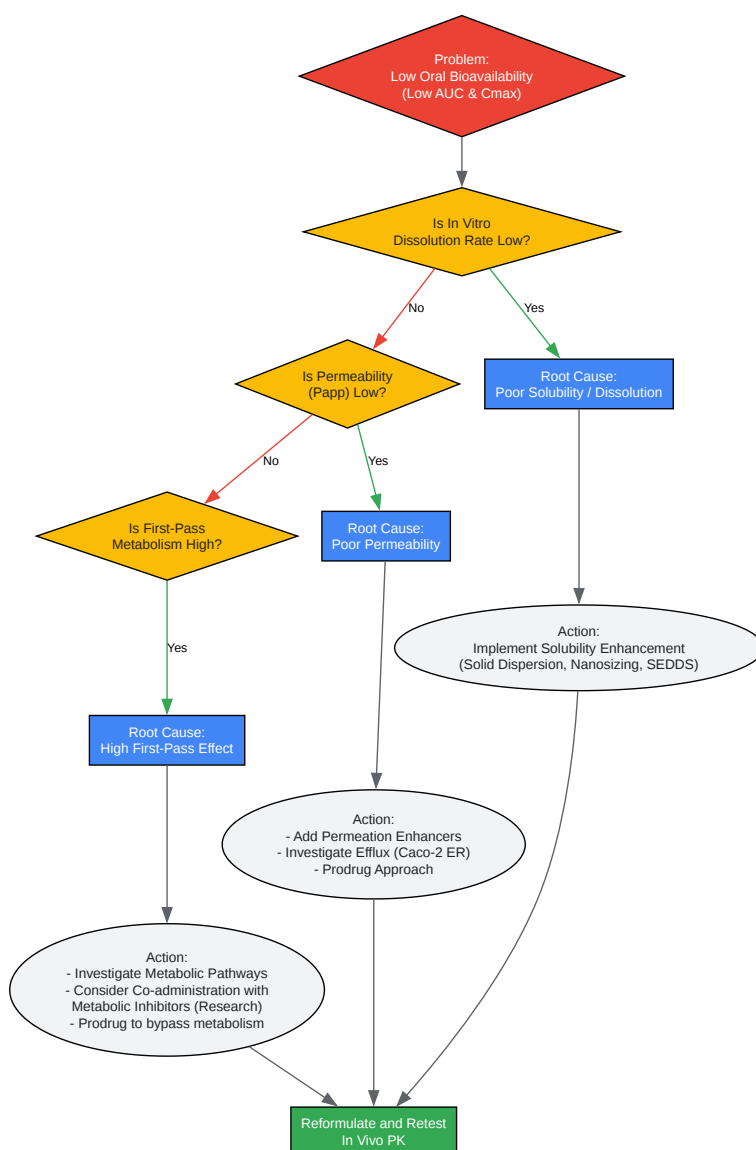 Problem:
Low Oral Bioavailability
(Low AUC & Cmax)
Is In Vitro
Dissolution Rate Low?
No
Yes
Is Permeability
(Papp) Low?
Root Cause:
Poor Solubility / Dissolution
No
Yes
Is First-Pass
Metabolism High?
Root Cause:
Poor Permeability
Action:
Implement Solubility Enhancement
(Solid Dispersion, Nanosizing, SEDDS)
Yes
Root Cause:
High First-Pass Effect
Action:
- Add Permeation Enhancers
- Investigate Efflux (Caco-2 ER)
- Prodrug Approach
Action:
- Investigate Metabolic Pathways
- Consider Co-administration with
Metabolic Inhibitors (Research)
- Prodrug to bypass metabolism
Reformulate and Retest
In Vivo PK